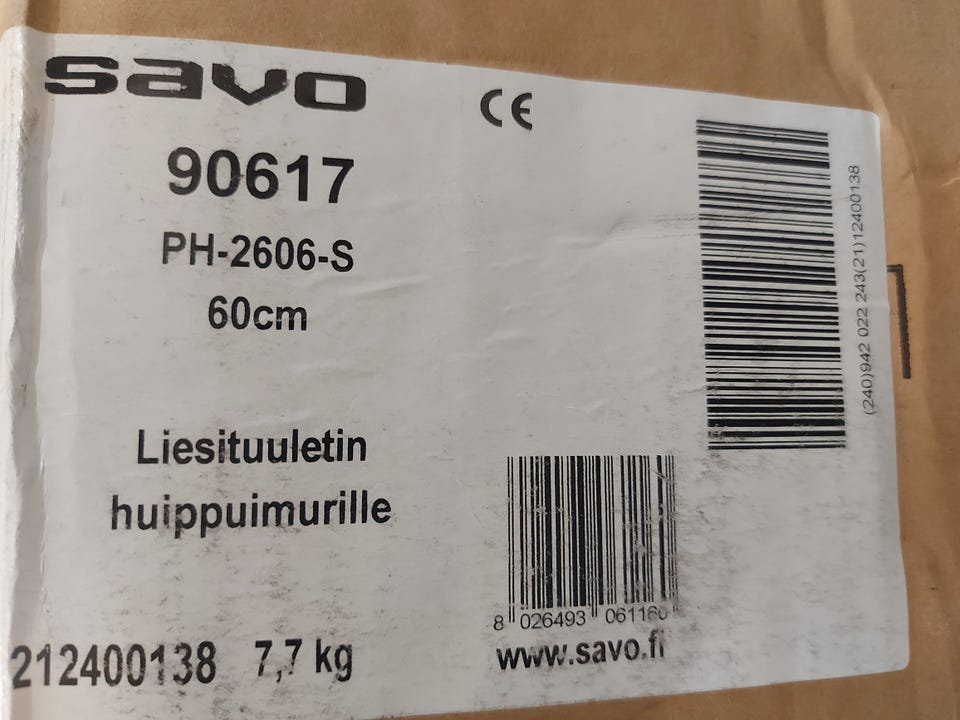 savo
CE
90617
PH-2606-S
60cm
Liesituuletin
huippuimurille
(240)942 022 243(21)12400138
8 026493 061160
www.savo.fi
212400138 7,7 kg